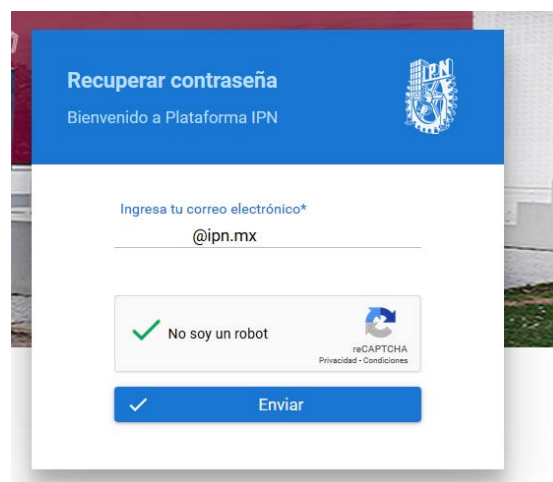 Recuperar contraseña
IPN
Bienvenido a Plataforma IPN
Ingresa tu correo electrónico*
@ipn.mx
No soy un robot
reCAPTCHA
Privacidad - Condiciones
Enviar